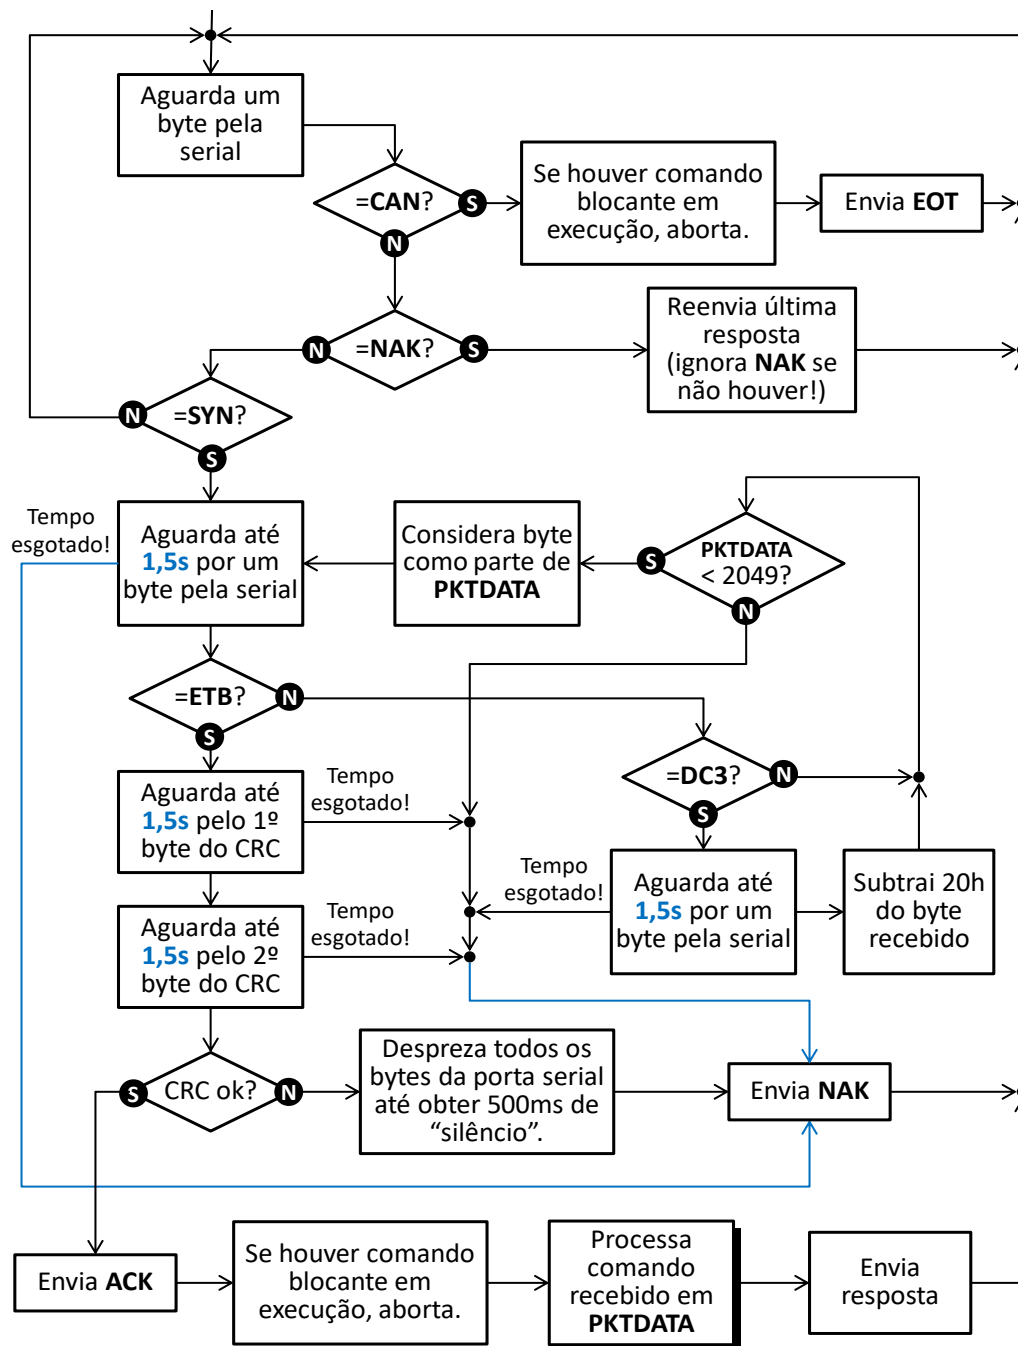 Aguarda um
byte pela
serial
=CAN?
S
N
Se houver comando
blocante em
execução, aborta.
Envia EOT
=NAK?
N
S
Reenvia última
resposta
(ignora NAK se
não houver!)
=SYN?
N
S
Tempo
esgotado!
Aguarda até
1,5s por um
byte pela serial
Considera byte
como parte de
PKTDATA
PKTDATA
< 2049?
S
N
=ETB?
N
S
=DC3?
N
S
Aguarda até
1,5s pelo 1º
byte do CRC
Tempo
esgotado!
Tempo
esgotado!
Aguarda até
1,5s por um
byte pela serial
Subtrai 20h
do byte
recebido
Aguarda até
1,5s pelo 2º
byte do CRC
Tempo
esgotado!
CRC ok?
S
N
Despreza todos os
bytes da porta serial
até obter 500ms de
“silêncio”.
Envia NAK
Envia ACK
Se houver comando
blocante em
execução, aborta.
Processa
comando
recebido em
PKTDATA
Envia
resposta